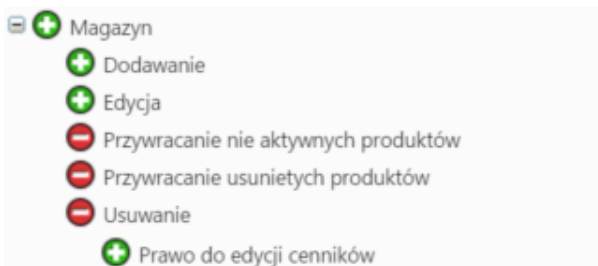 Magazyn
Dodawanie
Edycja
Przywracanie nie aktywnych produktów
Przywracanie usunietych produktów
Usuwanie
Prawo do edycji cenników